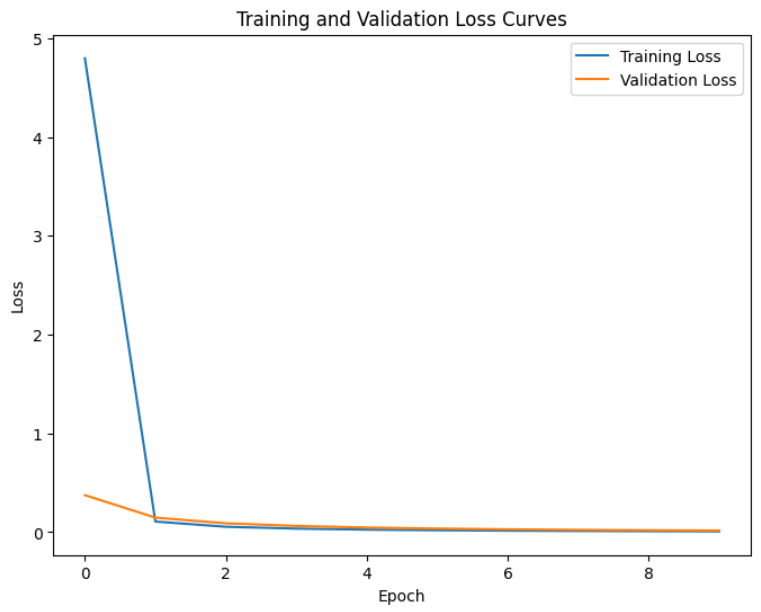 Training and Validation Loss Curves
Training Loss
Validation Loss
5
4
3
2
1
0
Loss
0 2 4 6 8
Epoch